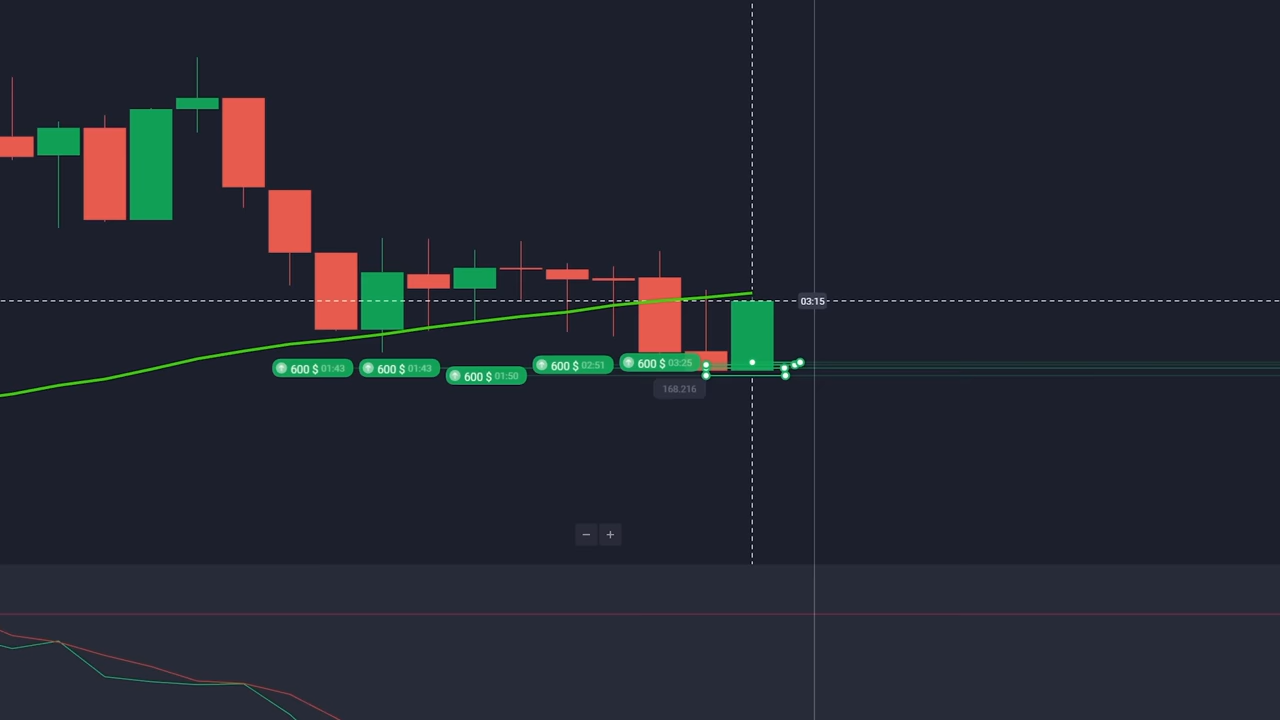 03:15
600 $ 01:43
600 $ 01:43
600 $ 01:50
600 $ 02:51
600 $ 03:25
168.216
− +